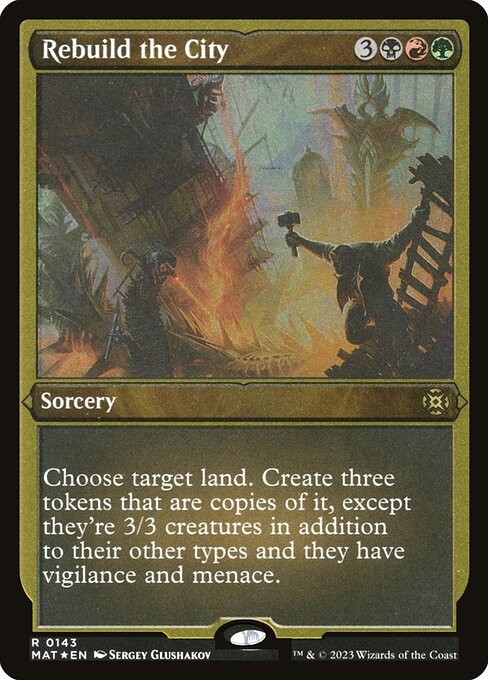 Rebuild the City 3
Sorcery
Choose target land. Create three
tokens that are copies of it, except
they're 3/3 creatures in addition
to their other types and they have
vigilance and menace.
R 0143
MAT★EN Sergey Glushakov ™ & © 2023 Wizards of the Coast